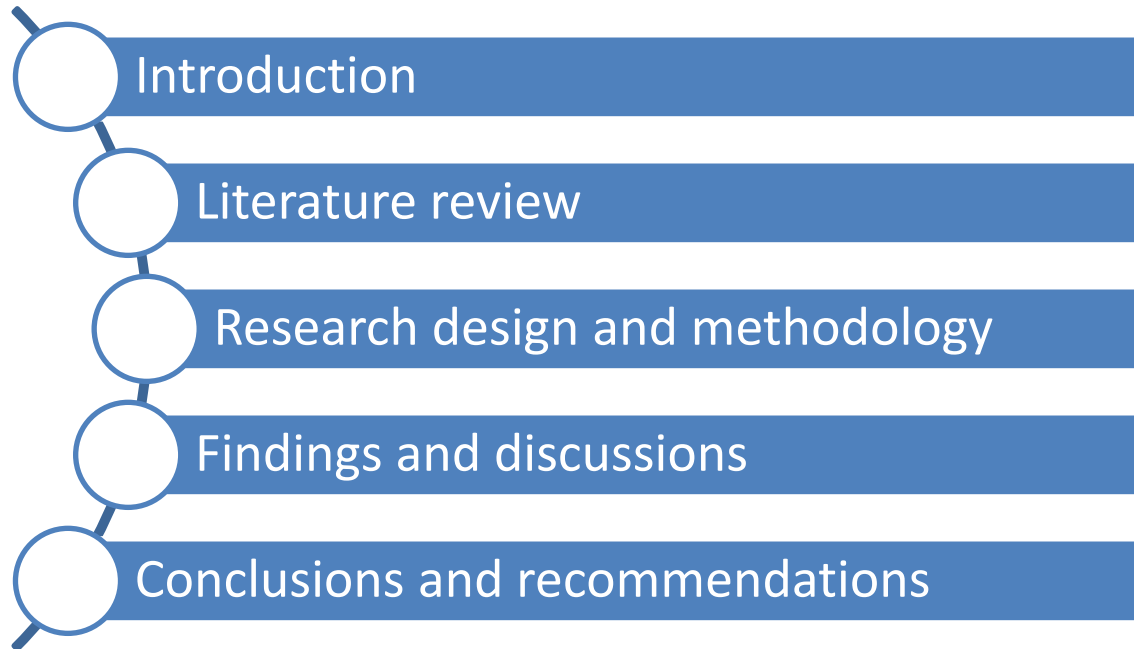 Introduction
Literature review
Research design and methodology
Findings and discussions
Conclusions and recommendations